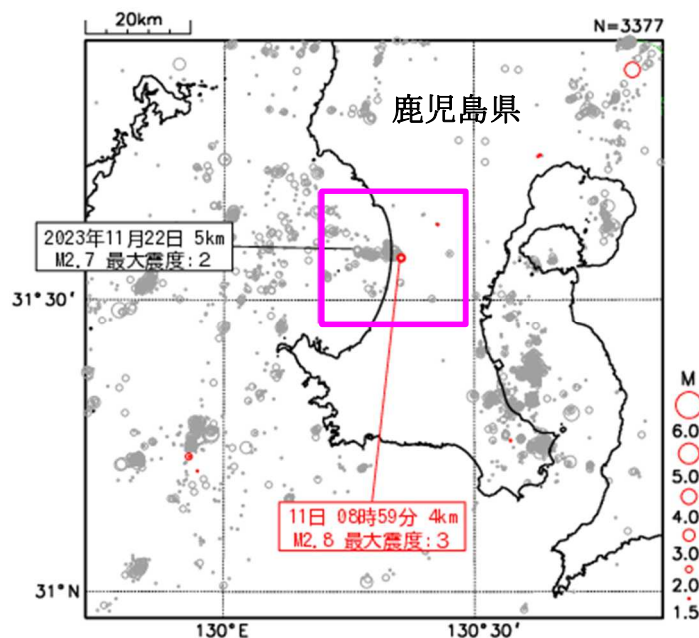 20km
N=3377
鹿児島県
2023年11月22日 5km
M2.7 最大震度:2
31°30'
11日 08時59分 4km
M2.8 最大震度:3
M
6.0
5.0
4.0
3.0
2.0
1.5
31°N
130°E
130°30'